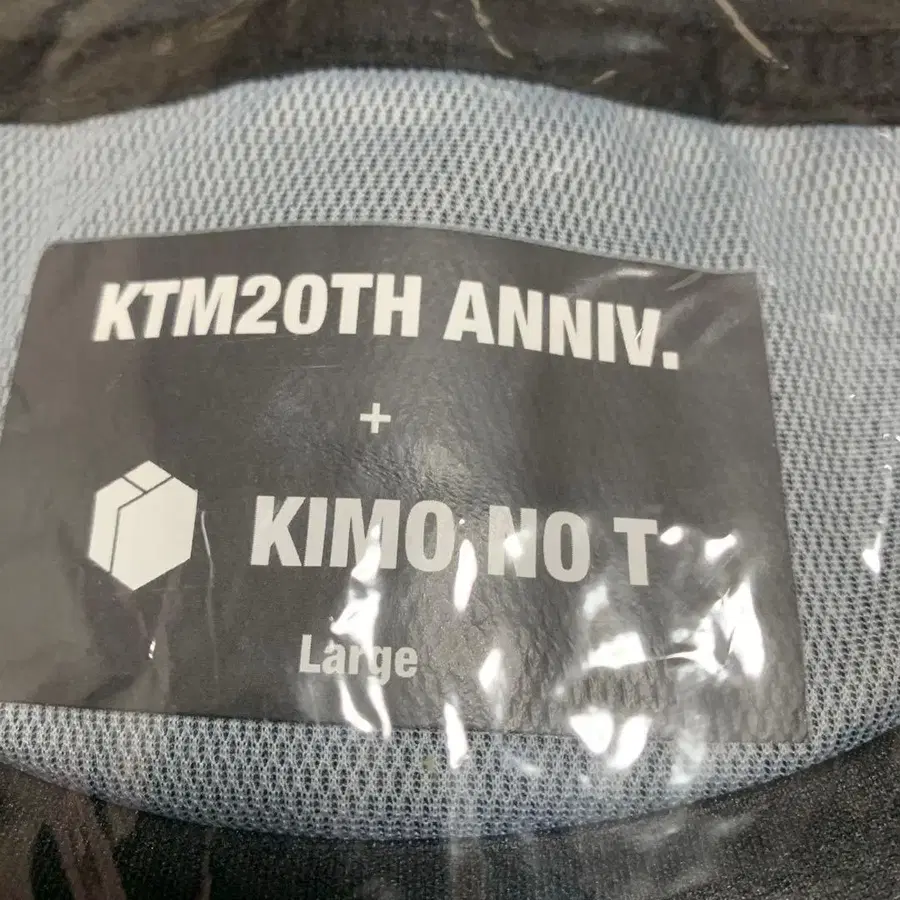 KTM20TH ANNIV.
+
KIMO NO T
Large